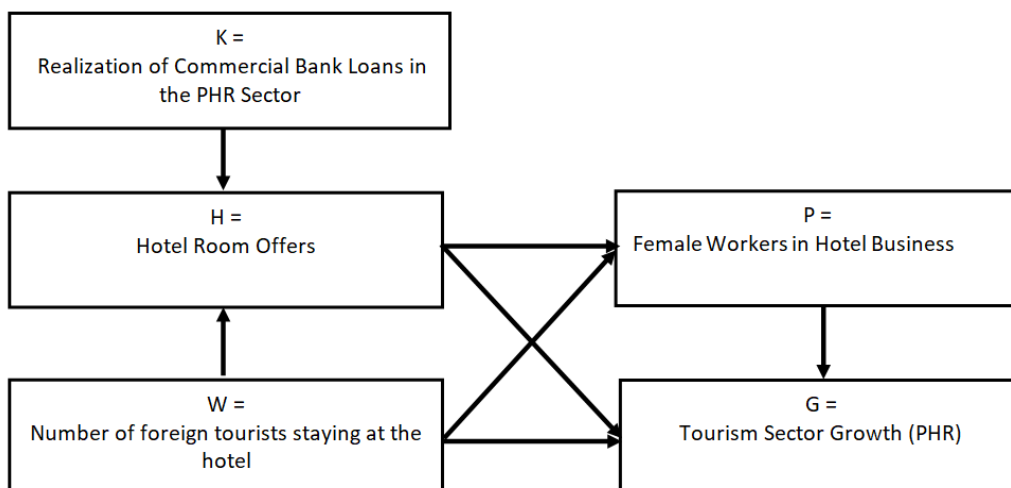 K =
Realization of Commercial Bank Loans in
the PHR Sector
H =
Hotel Room Offers
P =
Female Workers in Hotel Business
W =
Number of foreign tourists staying at the
hotel
G =
Tourism Sector Growth (PHR)